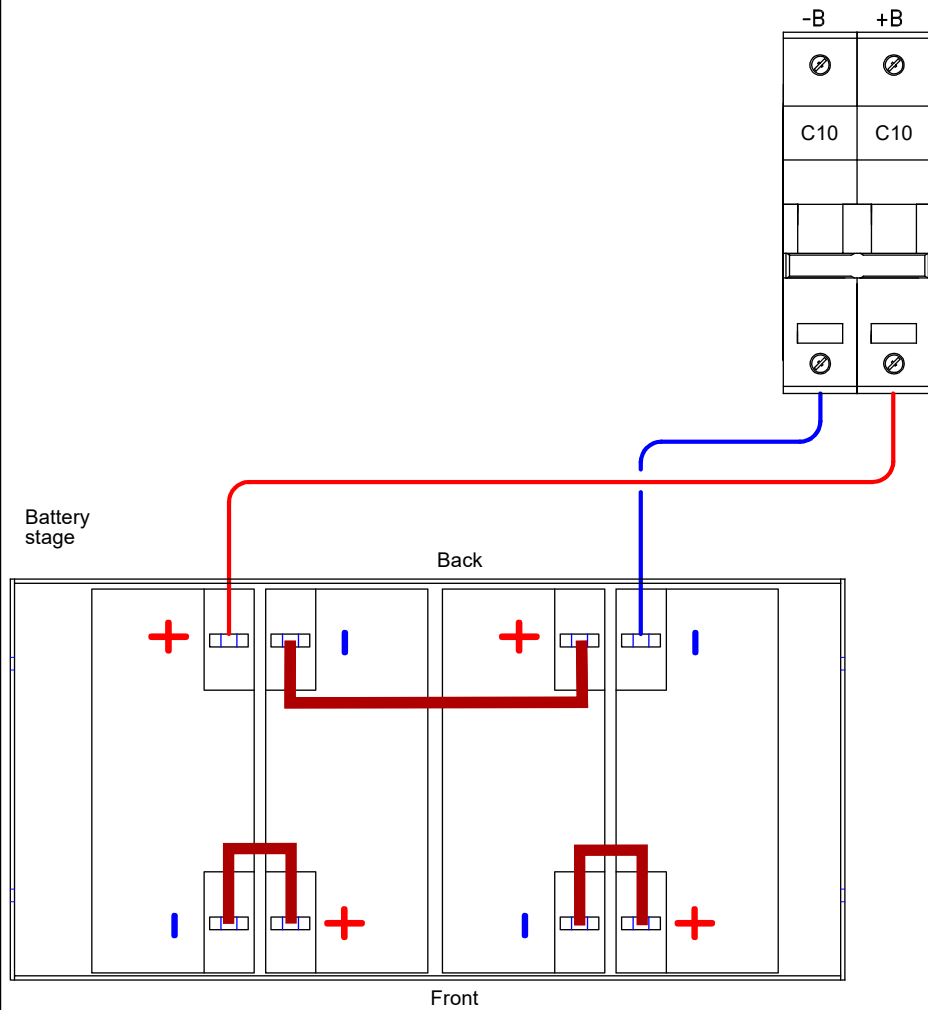 -B +B
C10 C10
Battery
stage
Back
+ - + -
- + - +
Front